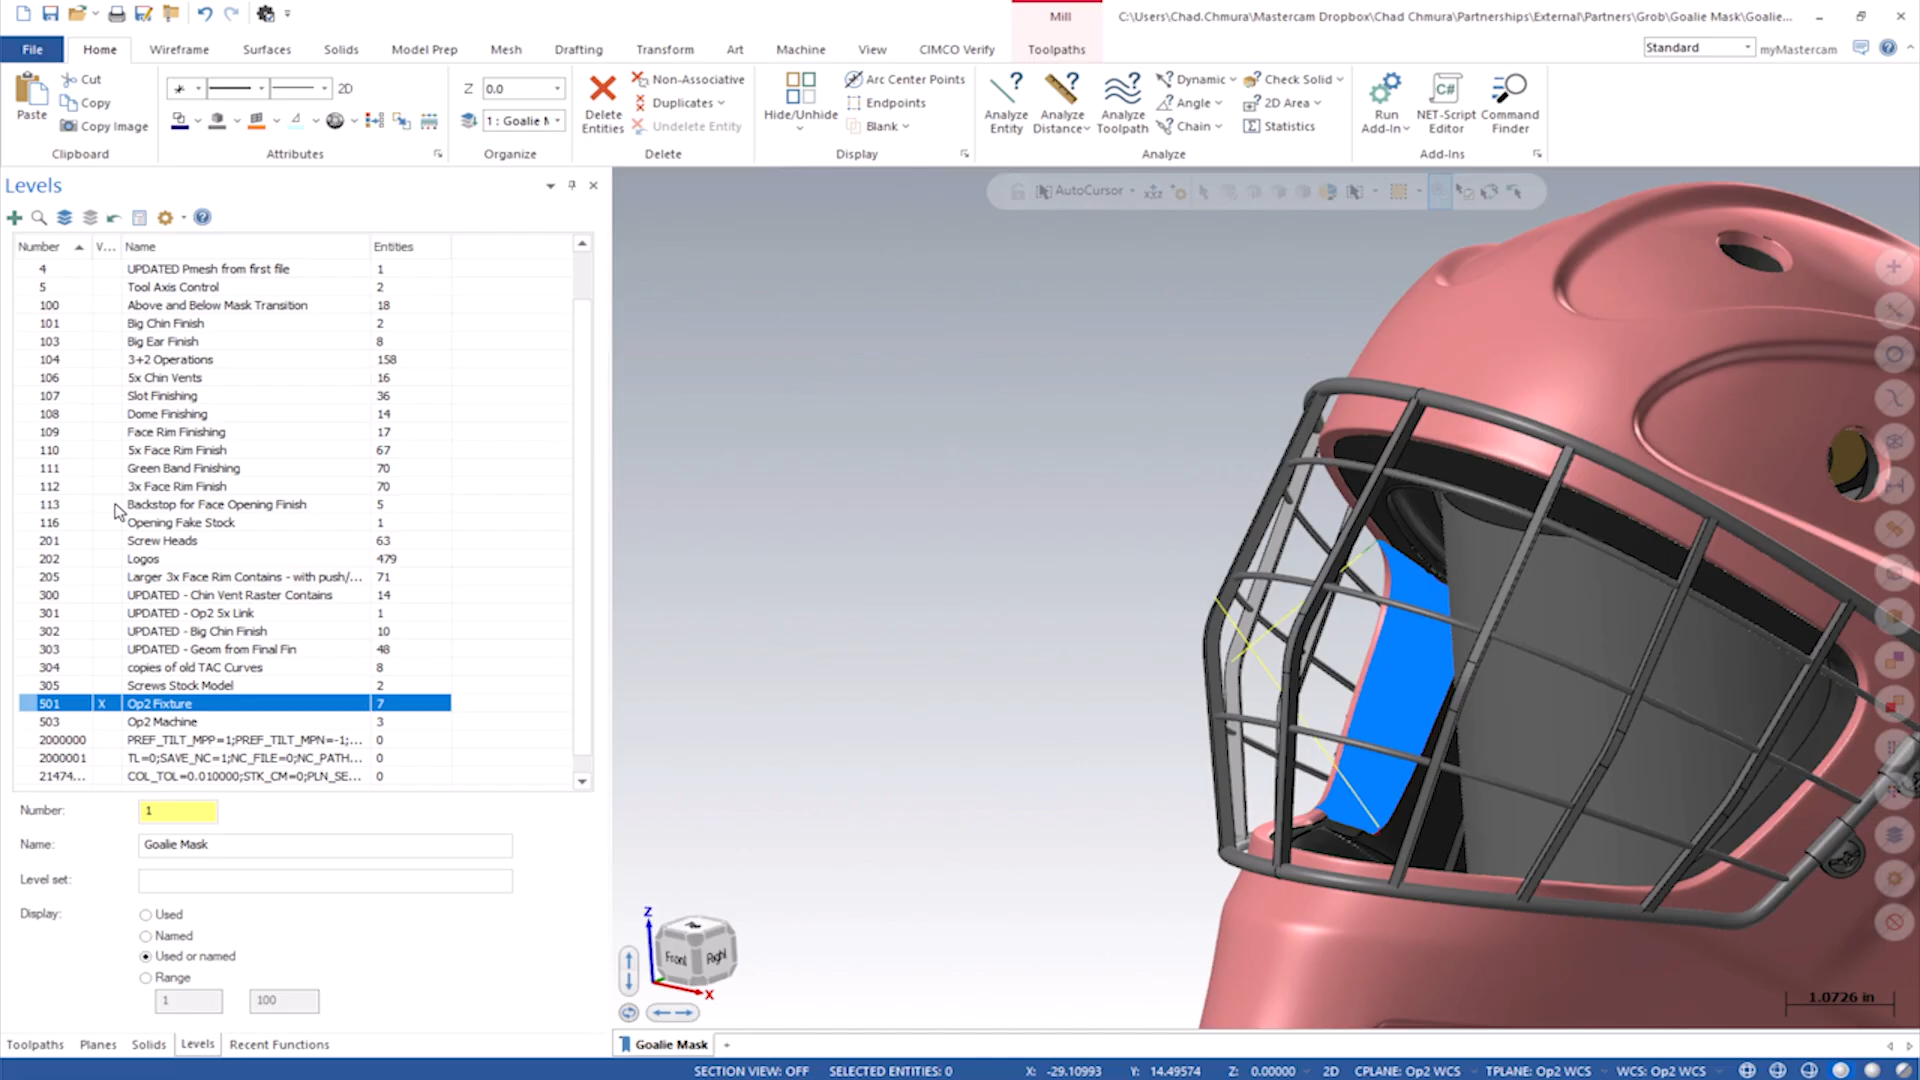 Mill
C:\Users\Chad.Chmura\Mastercam Dropbox\Chad Chmura\Partnerships\External\Partners\Grob\Goalie Mask\Goalie...
File Home Wireframe Surfaces Solids Model Prep Mesh Drafting Transform Art Machine View CIMCO Verify Toolpaths
Standard myMastercam
Paste Cut Copy Copy Image
Clipboard
2D
Attributes
Z 0.0
1 : Goalie M
Organize
Delete Entities
Non-Associative
Duplicates
Undelete Entity
Delete
Hide/Unhide
Arc Center Points
Endpoints
Blank
Display
Analyze Entity
Analyze Distance
Analyze Toolpath
Dynamic
Angle
Chain
Check Solid
2D Area
Statistics
Analyze
Run Add-In
C#
NET-Script Editor
Command Finder
Add-Ins
Levels
AutoCursor
Number V... Name Entities
4 UPDATED Pmesh from first file 1
5 Tool Axis Control 2
100 Above and Below Mask Transition 18
101 Big Chin Finish 2
103 Big Ear Finish 8
104 3+2 Operations 158
106 5x Chin Vents 16
107 Slot Finishing 36
108 Dome Finishing 14
109 Face Rim Finishing 17
110 5x Face Rim Finish 67
111 Green Band Finishing 70
112 3x Face Rim Finish 70
113 Backstop for Face Opening Finish 5
116 Opening Fake Stock 1
201 Screw Heads 63
202 Logos 479
205 Larger 3x Face Rim Contains - with push/... 71
300 UPDATED - Chin Vent Raster Contains 14
301 UPDATED - Op2 5x Link 1
302 UPDATED - Big Chin Finish 10
303 UPDATED - Geom from Final Fin 48
304 copies of old TAC Curves 8
305 Screws Stock Model 2
501 X Op2 Fixture 7
503 Op2 Machine 3
2000000 PREF_TILT_MPP=1;PREF_TILT_MPN=-1;... 0
2000001 TL=0;SAVE_NC=1;NC_FILE=0;NC_PATH... 0
21474... COL_TOL=0.010000;STK_CM=0;PLN_SE... 0
Number: 1
Name: Goalie Mask
Level set:
Display: Used
Named
Used or named
Range
1 100
Z
Front Right
X
1.0726 in
Toolpaths Planes Solids Levels Recent Functions
Goalie Mask +
SECTION VIEW: OFF SELECTED ENTITIES: 0 X: -29.10993 Y: 14.49574 Z: 0.00000 2D CPLANE: Op2 WCS TPLANE: Op2 WCS WCS: Op2 WCS